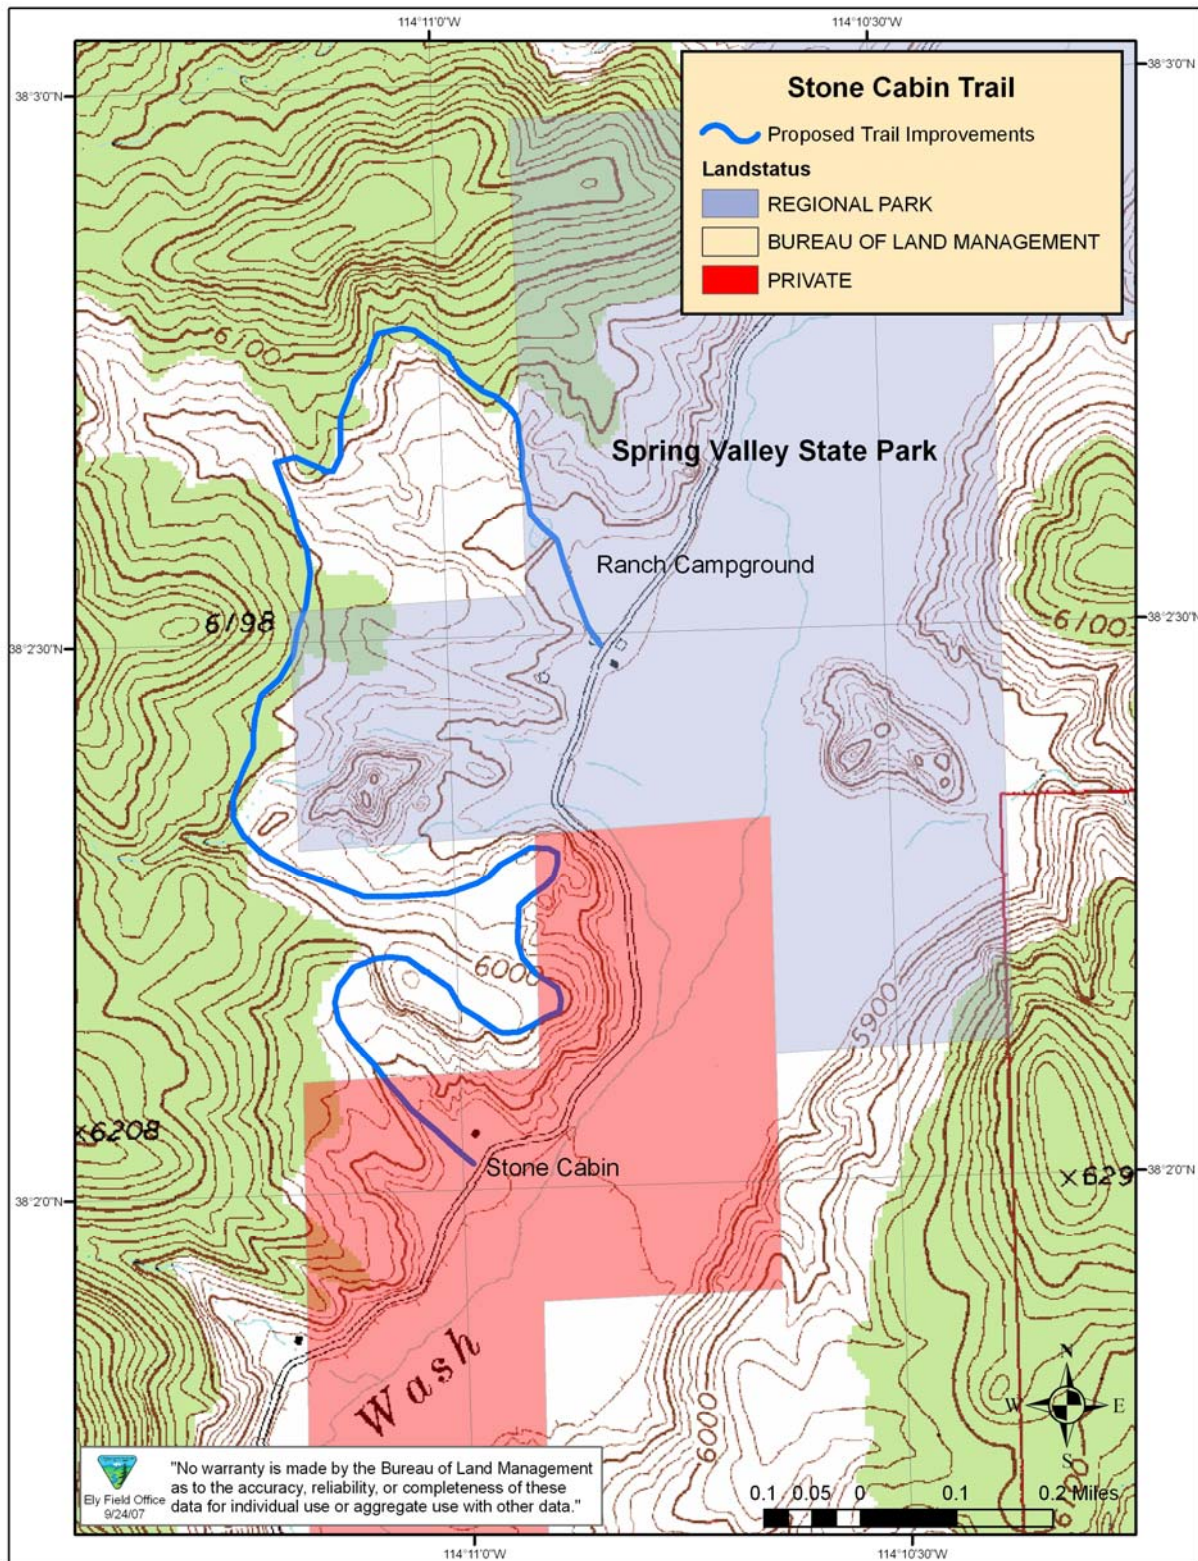 114°11'0"W
114°10'30"W
38°3'0"N
38°3'0"N
Stone Cabin Trail
Proposed Trail Improvements
Landstatus
REGIONAL PARK
BUREAU OF LAND MANAGEMENT
PRIVATE
Spring Valley State Park
Ranch Campground
6198
6100
38°2'30"N
38°2'30"N
6000
5900
×6208
Stone Cabin
×629
38°2'0"N
38°2'0"N
Wash
6000
N
W E
S
"No warranty is made by the Bureau of Land Management
as to the accuracy, reliability, or completeness of these
data for individual use or aggregate use with other data."
Ely Field Office
9/24/07
0.1 0.05 0 0.1 0.2 Miles
114°11'0"W
114°10'30"W